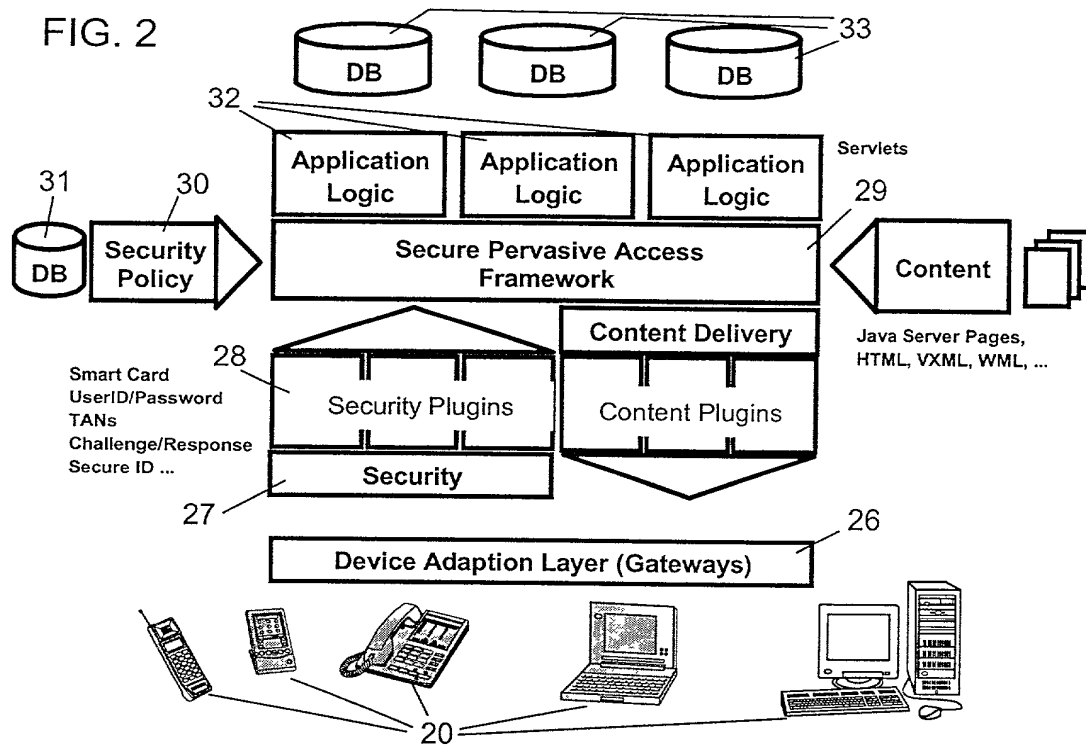 FIG. 2
DB
DB
DB
33
32
Application
Logic
Application
Logic
Application
Logic
Servlets
31
30
29
DB
Security
Policy
Secure Pervasive Access
Framework
Content
Content Delivery
Java Server Pages,
HTML, VXML, WML, ...
28
Smart Card
UserID/Password
TANs
Challenge/Response
Secure ID ...
Security Plugins
Content Plugins
Security
27
26
Device Adaption Layer (Gateways)
20